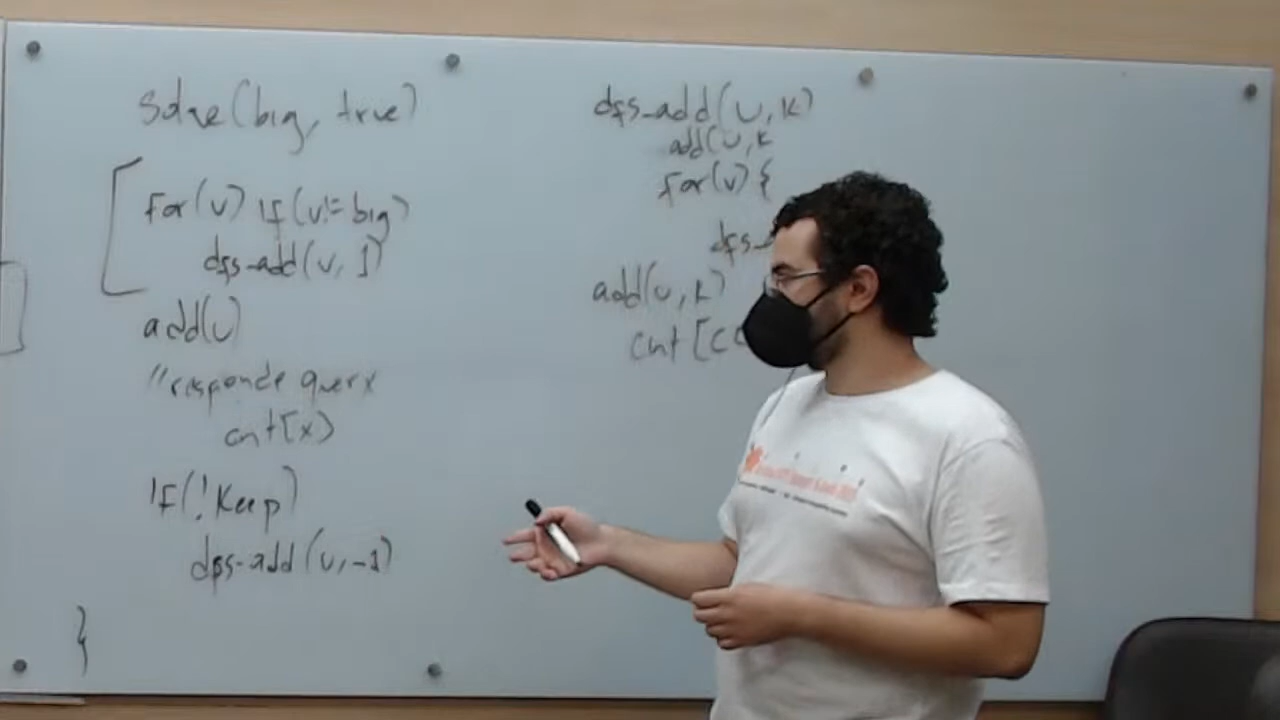 solve(big, true)
for(v) if(v!=big)
dfs-add(v, 1)
add(u)
//responde query
cnt[x]
if(!keep)
dfs-add(u,-1)
}
dfs-add(u,k)
add(u,k
for(v){
dfs-
add(u,k)
cnt[c